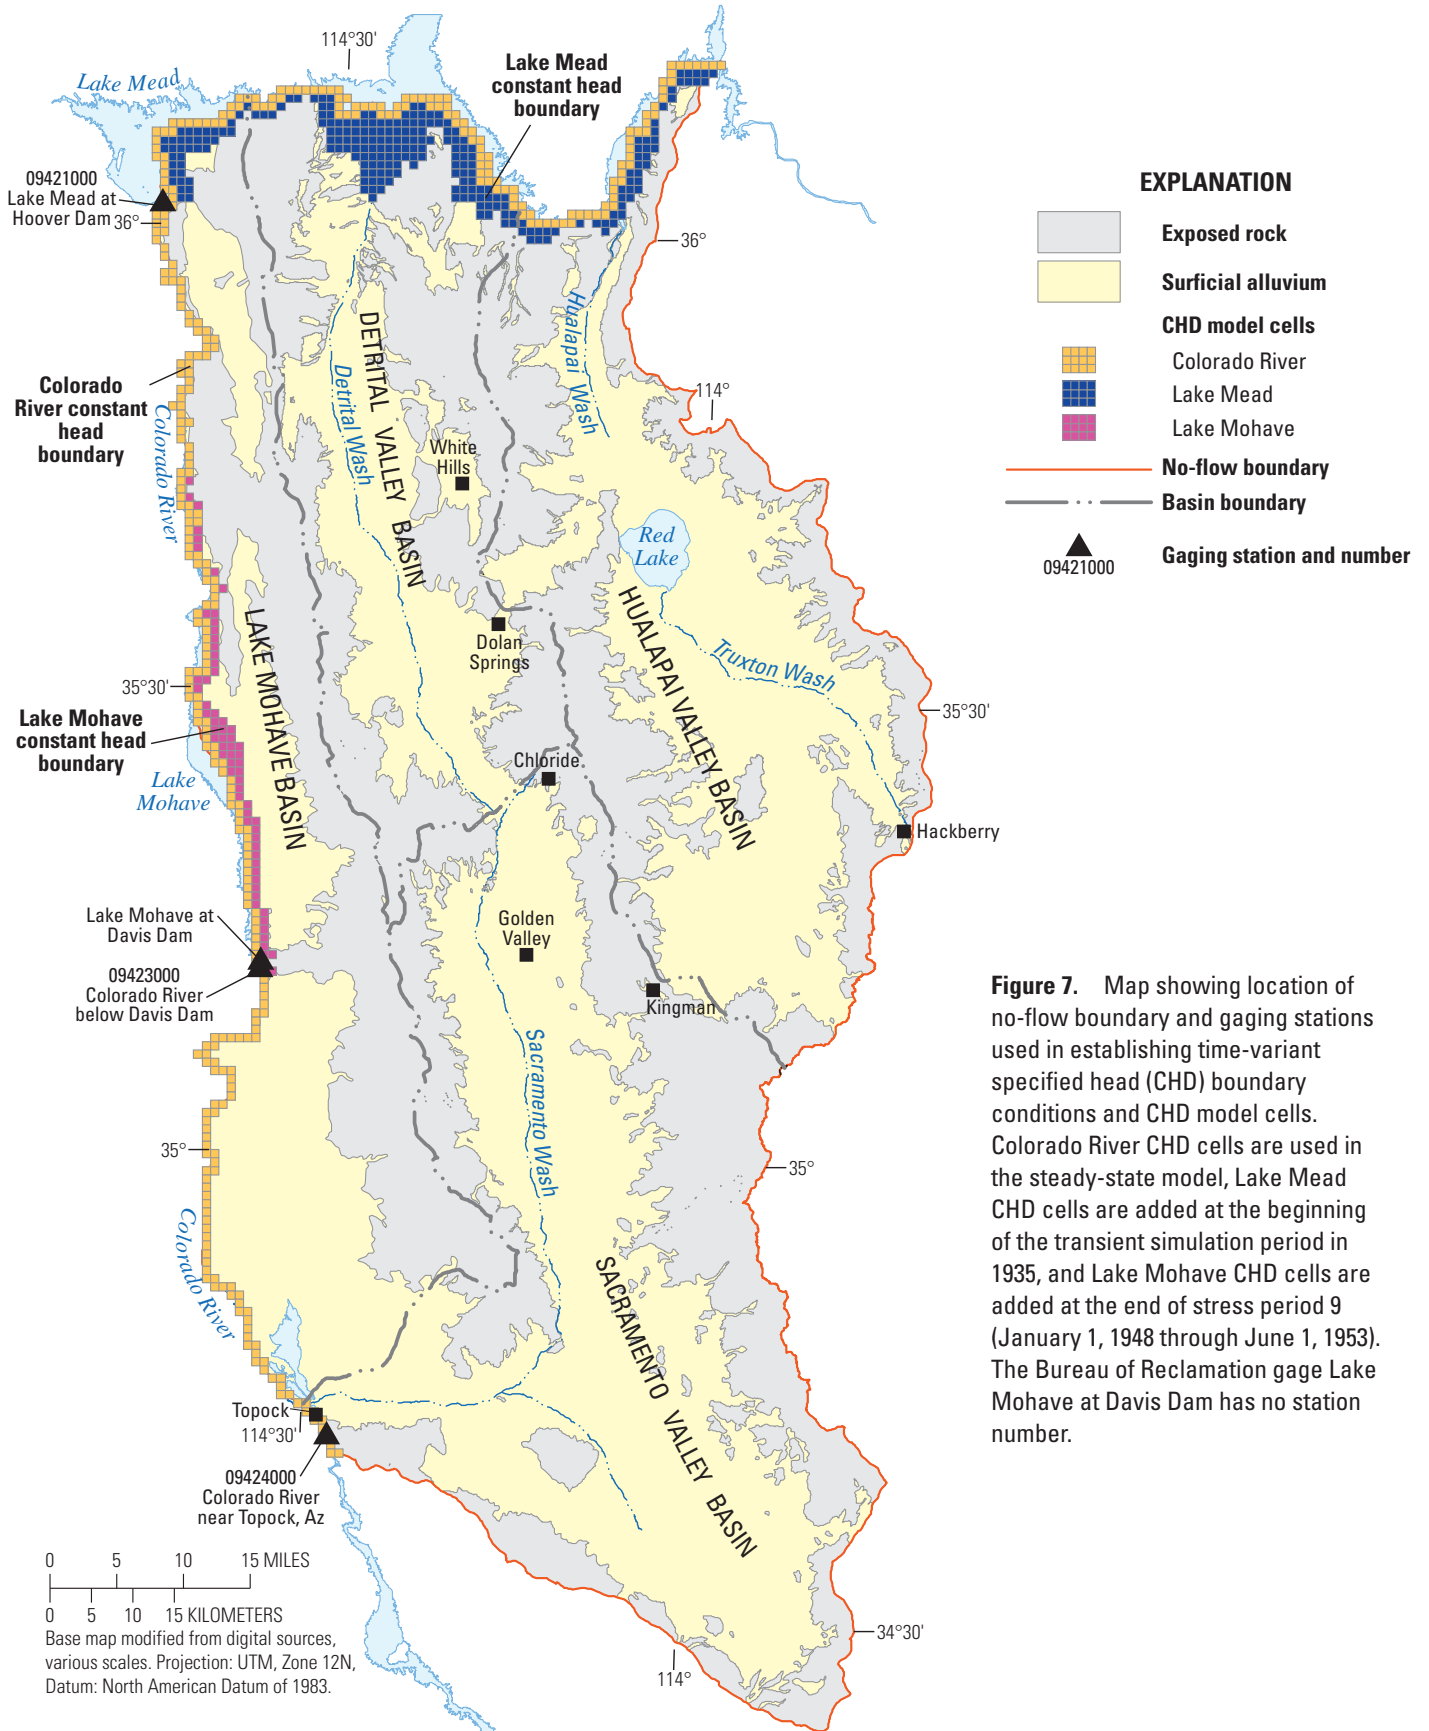 114°30'
Lake Mead
Lake Mead
constant head
boundary
09421000
Lake Mead at
Hoover Dam
36°
36°
DETRITAL VALLEY BASIN
Detrital Wash
Hualapai Wash
Colorado
River constant
head
boundary
Colorado River
114°
White
Hills
Red
Lake
LAKE MOHAVE BASIN
HUALAPAI VALLEY BASIN
Dolan
Springs
Truxton Wash
35°30'
35°30'
Lake Mohave
constant head
boundary
Lake
Mohave
Chloride
Hackberry
Lake Mohave at
Davis Dam
09423000
Colorado River
below Davis Dam
Golden
Valley
Kingman
Sacramento Wash
35°
35°
Colorado River
SACRAMENTO VALLEY BASIN
Topock
114°30'
09424000
Colorado River
near Topock, Az
34°30'
114°
0 5 10 15 MILES
0 5 10 15 KILOMETERS
Base map modified from digital sources,
various scales. Projection: UTM, Zone 12N,
Datum: North American Datum of 1983.
EXPLANATION
Exposed rock
Surficial alluvium
CHD model cells
Colorado River
Lake Mead
Lake Mohave
No-flow boundary
Basin boundary
09421000
Gaging station and number
Figure 7. Map showing location of
no-flow boundary and gaging stations
used in establishing time-variant
specified head (CHD) boundary
conditions and CHD model cells.
Colorado River CHD cells are used in
the steady-state model, Lake Mead
CHD cells are added at the beginning
of the transient simulation period in
1935, and Lake Mohave CHD cells are
added at the end of stress period 9
(January 1, 1948 through June 1, 1953).
The Bureau of Reclamation gage Lake
Mohave at Davis Dam has no station
number.